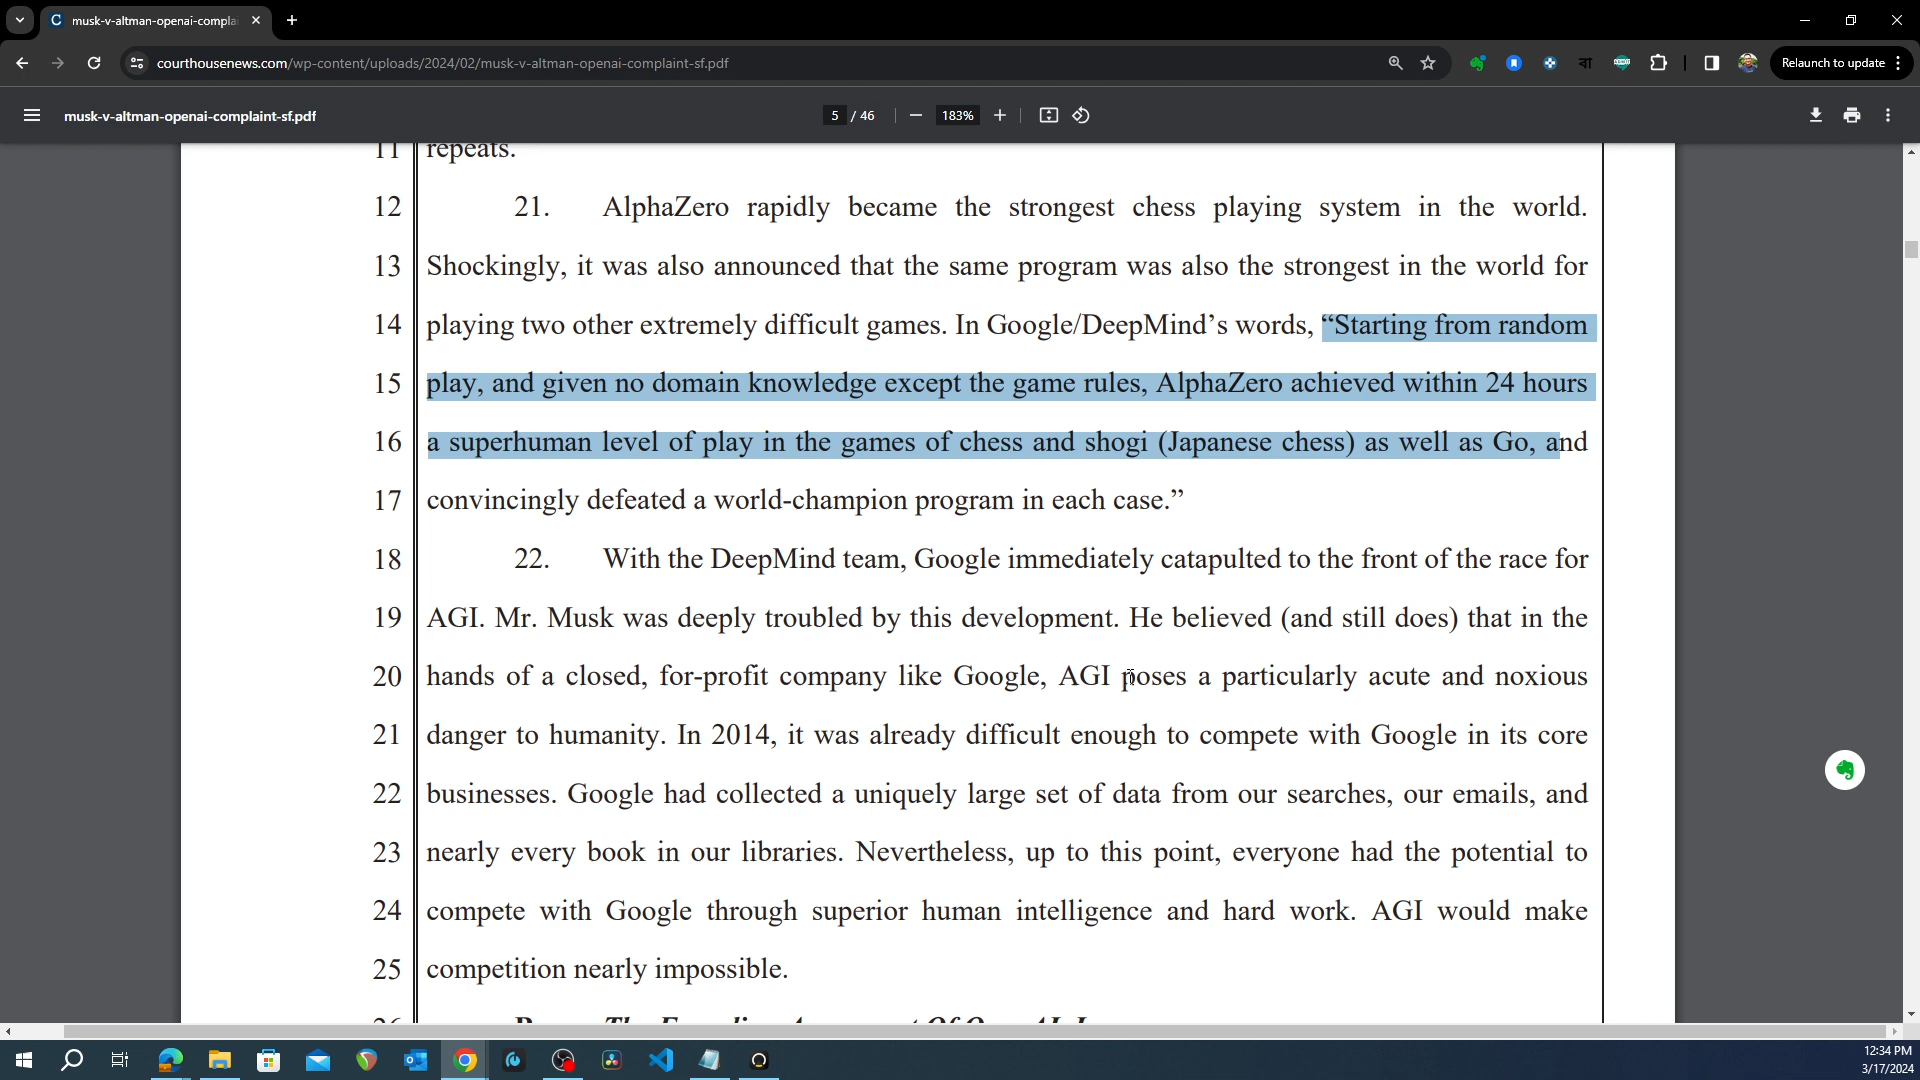 musk-v-altman-openai-compla
courthousenews.com/wp-content/uploads/2024/02/musk-v-altman-openai-complaint-sf.pdf
Relaunch to update
musk-v-altman-openai-complaint-sf.pdf
5 / 46
183%
11 repeats.
12 21. AlphaZero rapidly became the strongest chess playing system in the world.
13 Shockingly, it was also announced that the same program was also the strongest in the world for
14 playing two other extremely difficult games. In Google/DeepMind’s words, “Starting from random
15 play, and given no domain knowledge except the game rules, AlphaZero achieved within 24 hours
16 a superhuman level of play in the games of chess and shogi (Japanese chess) as well as Go, and
17 convincingly defeated a world-champion program in each case.”
18 22. With the DeepMind team, Google immediately catapulted to the front of the race for
19 AGI. Mr. Musk was deeply troubled by this development. He believed (and still does) that in the
20 hands of a closed, for-profit company like Google, AGI poses a particularly acute and noxious
21 danger to humanity. In 2014, it was already difficult enough to compete with Google in its core
22 businesses. Google had collected a uniquely large set of data from our searches, our emails, and
23 nearly every book in our libraries. Nevertheless, up to this point, everyone had the potential to
24 compete with Google through superior human intelligence and hard work. AGI would make
25 competition nearly impossible.
12:34 PM
3/17/2024